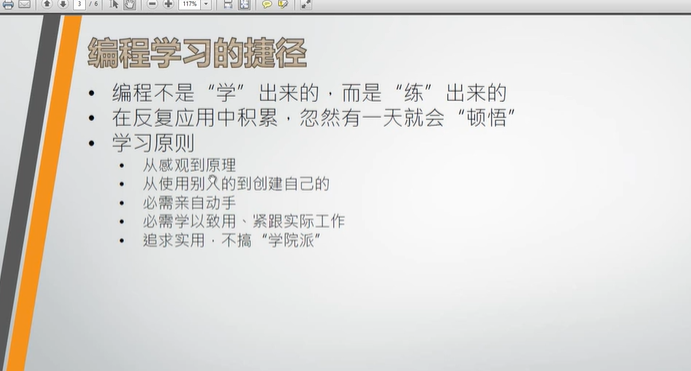 3 / 6 117%
编程学习的捷径
• 编程不是“学”出来的，而是“练”出来的
• 在反复应用中积累，忽然有一天就会“顿悟”
• 学习原则
• 从感观到原理
• 从使用别人的到创建自己的
• 必需亲自动手
• 必需学以致用、紧跟实际工作
• 追求实用，不搞“学院派”